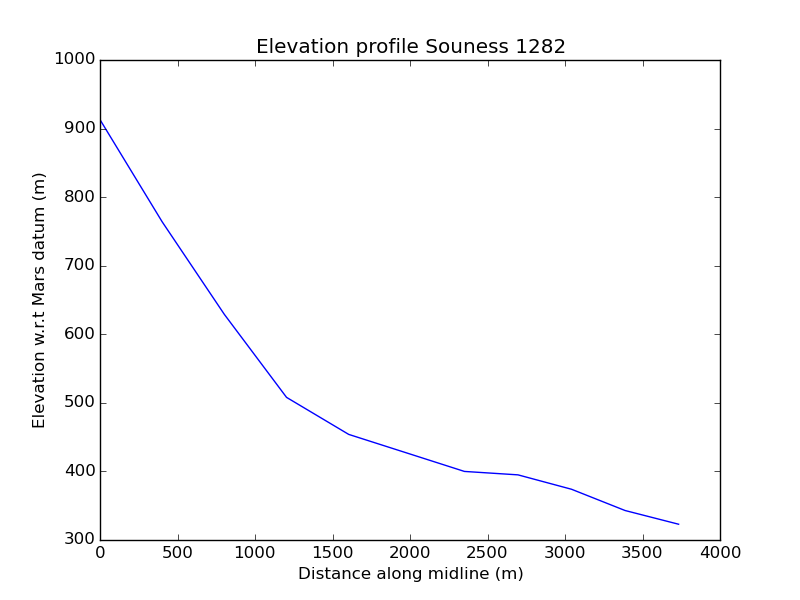 Elevation profile Souness 1282
Elevation w.r.t Mars datum (m)
1000
900
800
700
600
500
400
300
0 500 1000 1500 2000 2500 3000 3500 4000
Distance along midline (m)